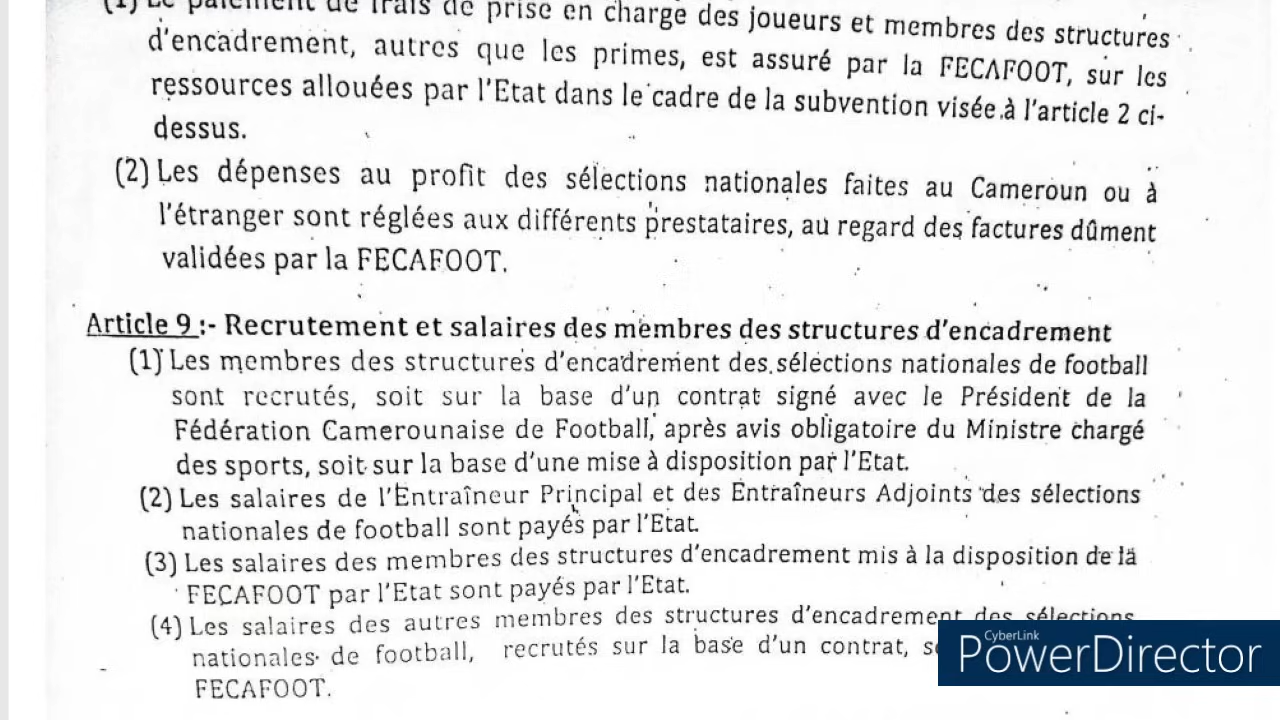 (1) Le paiement de frais de prise en charge des joueurs et membres des structures
d'encadrement, autres que les primes, est assuré par la FECAFOOT, sur les
ressources allouées par l'Etat dans le cadre de la subvention visée à l'article 2 ci-
dessus.
(2) Les dépenses au profit des sélections nationales faites au Cameroun ou à
l'étranger sont réglées aux différents prestataires, au regard des factures dûment
validées par la FECAFOOT.
Article 9 :- Recrutement et salaires des membres des structures d'encadrement
(1) Les membres des structures d'encadrement des sélections nationales de football
sont recrutés, soit sur la base d'un contrat signé avec le Président de la
Fédération Camerounaise de Football, après avis obligatoire du Ministre chargé
des sports, soit sur la base d'une mise à disposition par l'Etat.
(2) Les salaires de l'Entraîneur Principal et des Entraîneurs Adjoints des sélections
nationales de football sont payés par l'Etat.
(3) Les salaires des membres des structures d'encadrement mis à la disposition de la
FECAFOOT par l'Etat sont payés par l'Etat.
(4) Les salaires des autres membres des structures d'encadrement des sélections
nationales de football, recrutés sur la base d'un contrat,
FECAFOOT.
CyberLink
PowerDirector